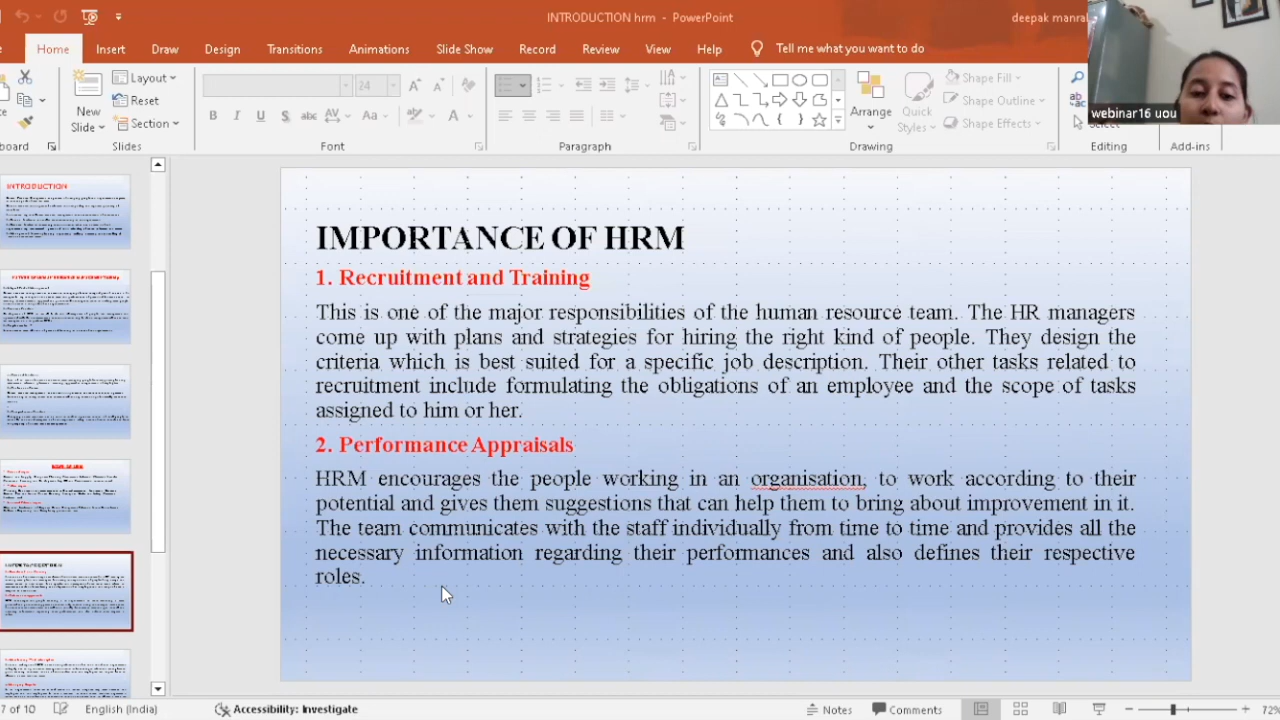 INTRODUCTION hrm - PowerPoint
deepak manral
Home Insert Draw Design Transitions Animations Slide Show Record Review View Help Tell me what you want to do
New Slide
Layout
Reset
Section
24
B I U S abc AV Aa A
Arrange
Quick Styles
Shape Fill
Shape Outline
Shape Effects
Select
board Slides Font Paragraph Drawing Editing Add-ins
webinar16 uou
INTRODUCTION
IMPORTANCE OF HRM
1. Recruitment and Training
This is one of the major responsibilities of the human resource team. The HR managers
come up with plans and strategies for hiring the right kind of people. They design the
criteria which is best suited for a specific job description. Their other tasks related to
recruitment include formulating the obligations of an employee and the scope of tasks
assigned to him or her.
2. Performance Appraisals
HRM encourages the people working in an organisation, to work according to their
potential and gives them suggestions that can help them to bring about improvement in it.
The team communicates with the staff individually from time to time and provides all the
necessary information regarding their performances and also defines their respective
roles.
7 of 10 English (India) Accessibility: Investigate Notes Comments 72%